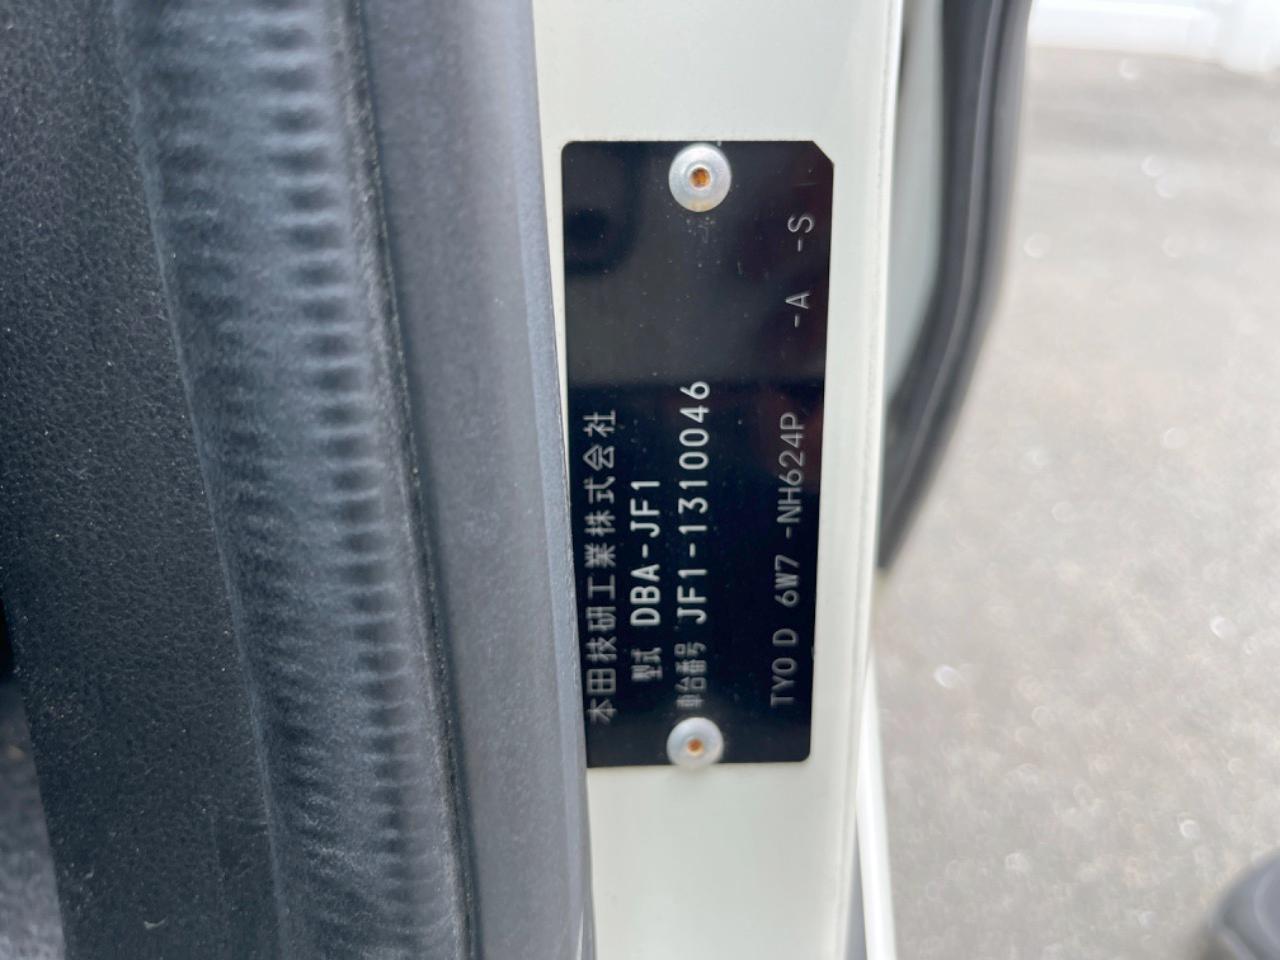 本田技研工業株式会社
型式 DBA-JF1
車台番号 JF1-1310046
TYO D 6W7 -NH624P -A -S